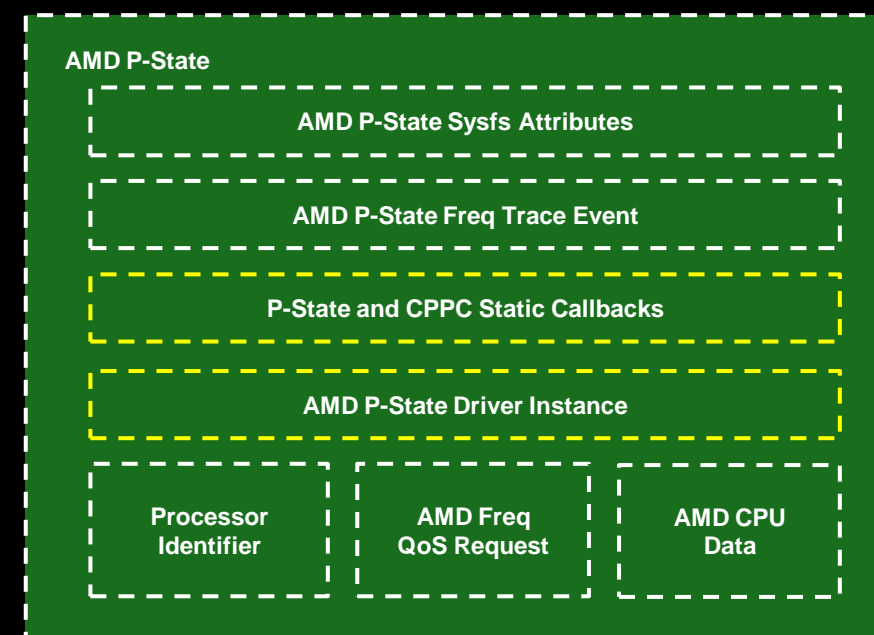 AMD P-State
AMD P-State Sysfs Attributes
AMD P-State Freq Trace Event
P-State and CPPC Static Callbacks
AMD P-State Driver Instance
Processor
Identifier
AMD Freq
QoS Request
AMD CPU
Data